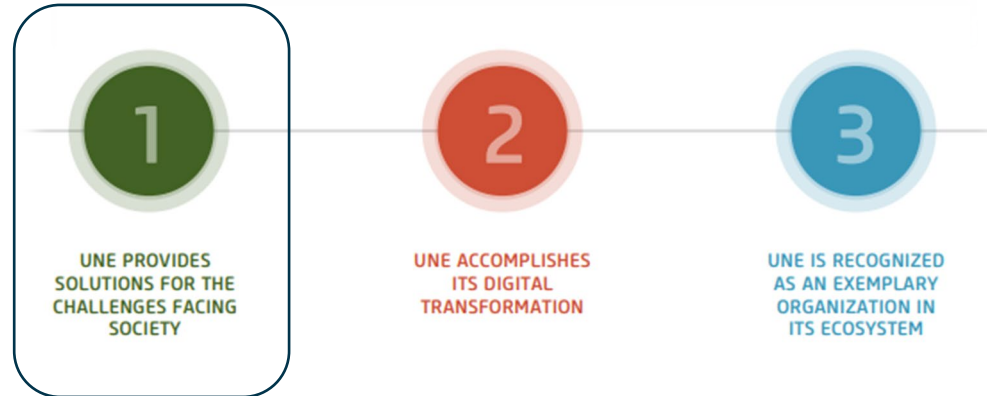 1
UNE PROVIDES
SOLUTIONS FOR THE
CHALLENGES FACING
SOCIETY
2
UNE ACCOMPLISHES
ITS DIGITAL
TRANSFORMATION
3
UNE IS RECOGNIZED
AS AN EXEMPLARY
ORGANIZATION IN
ITS ECOSYSTEM